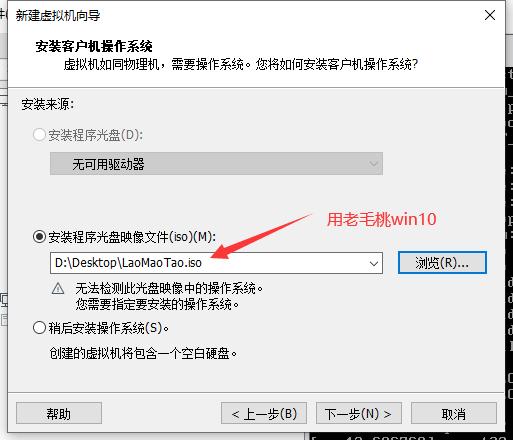 新建虚拟机向导
安装客户机操作系统
虚拟机如同物理机，需要操作系统。您将如何安装客户机操作系统?
安装来源:
安装程序光盘(D):
无可用驱动器
用老毛桃win10
安装程序光盘映像文件(iso)(M):
D:\Desktop\LaoMaoTao.iso
浏览(R)...
无法检测此光盘映像中的操作系统。
您需要指定要安装的操作系统。
稍后安装操作系统(S)。
创建的虚拟机将包含一个空白硬盘。
帮助
< 上一步(B)
下一步(N) >
取消